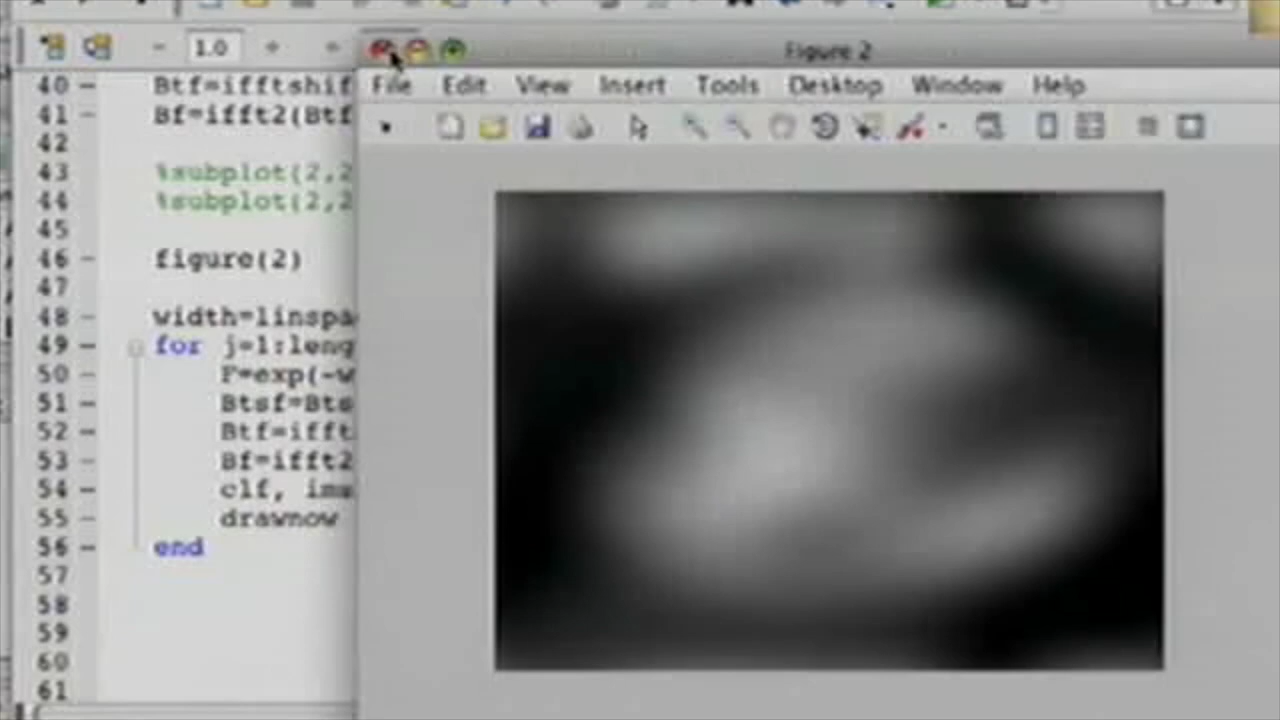 1.0
Figure 2
File Edit View Insert Tools Desktop Window Help
40 Btf=ifftshif
41 Bf=ifft2(Btf
42
43 %subplot(2,2
44 %subplot(2,2
45
46 figure(2)
47
48 width=linspa
49 for j=1:leng
50 F=exp(-w
51 Btsf=Bts
52 Btf=ifft
53 Bf=ifft2
54 clf, ima
55 drawnow
56 end
57
58
59
60
61